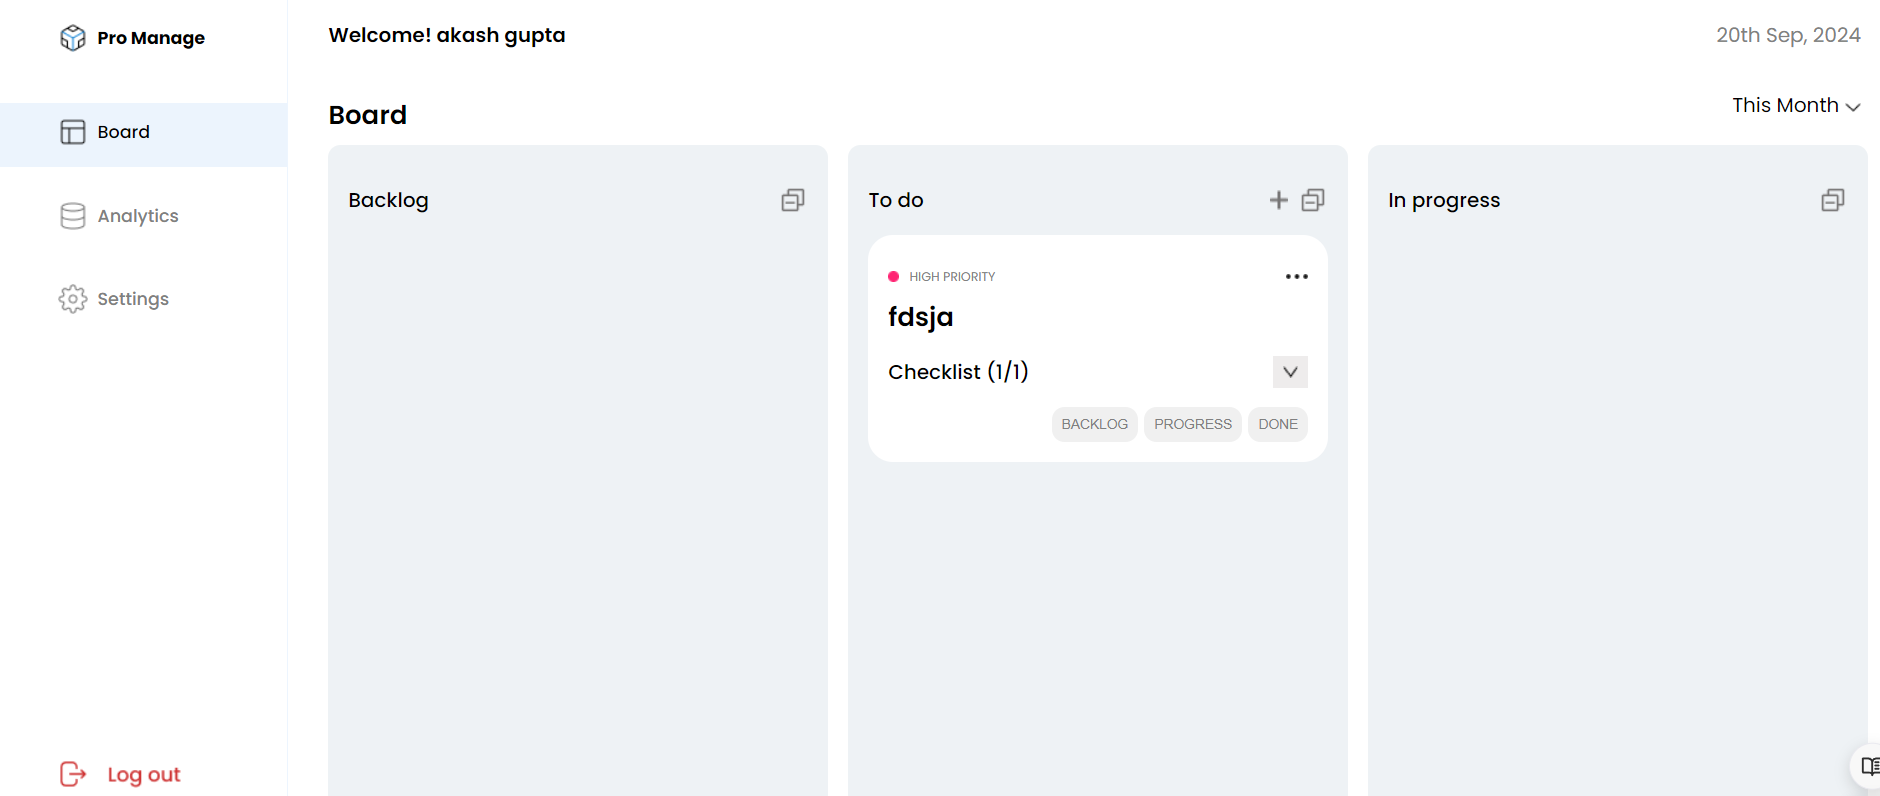 Pro Manage
Board
Analytics
Settings
Log out
Welcome! akash gupta
20th Sep, 2024
Board
This Month
Backlog
To do
HIGH PRIORITY
fdsja
Checklist (1/1)
BACKLOG PROGRESS DONE
In progress